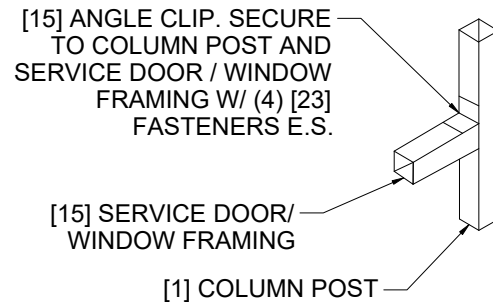 [15] ANGLE CLIP. SECURE
TO COLUMN POST AND
SERVICE DOOR / WINDOW
FRAMING W/ (4) [23]
FASTENERS E.S.
[15] SERVICE DOOR/
WINDOW FRAMING
[1] COLUMN POST